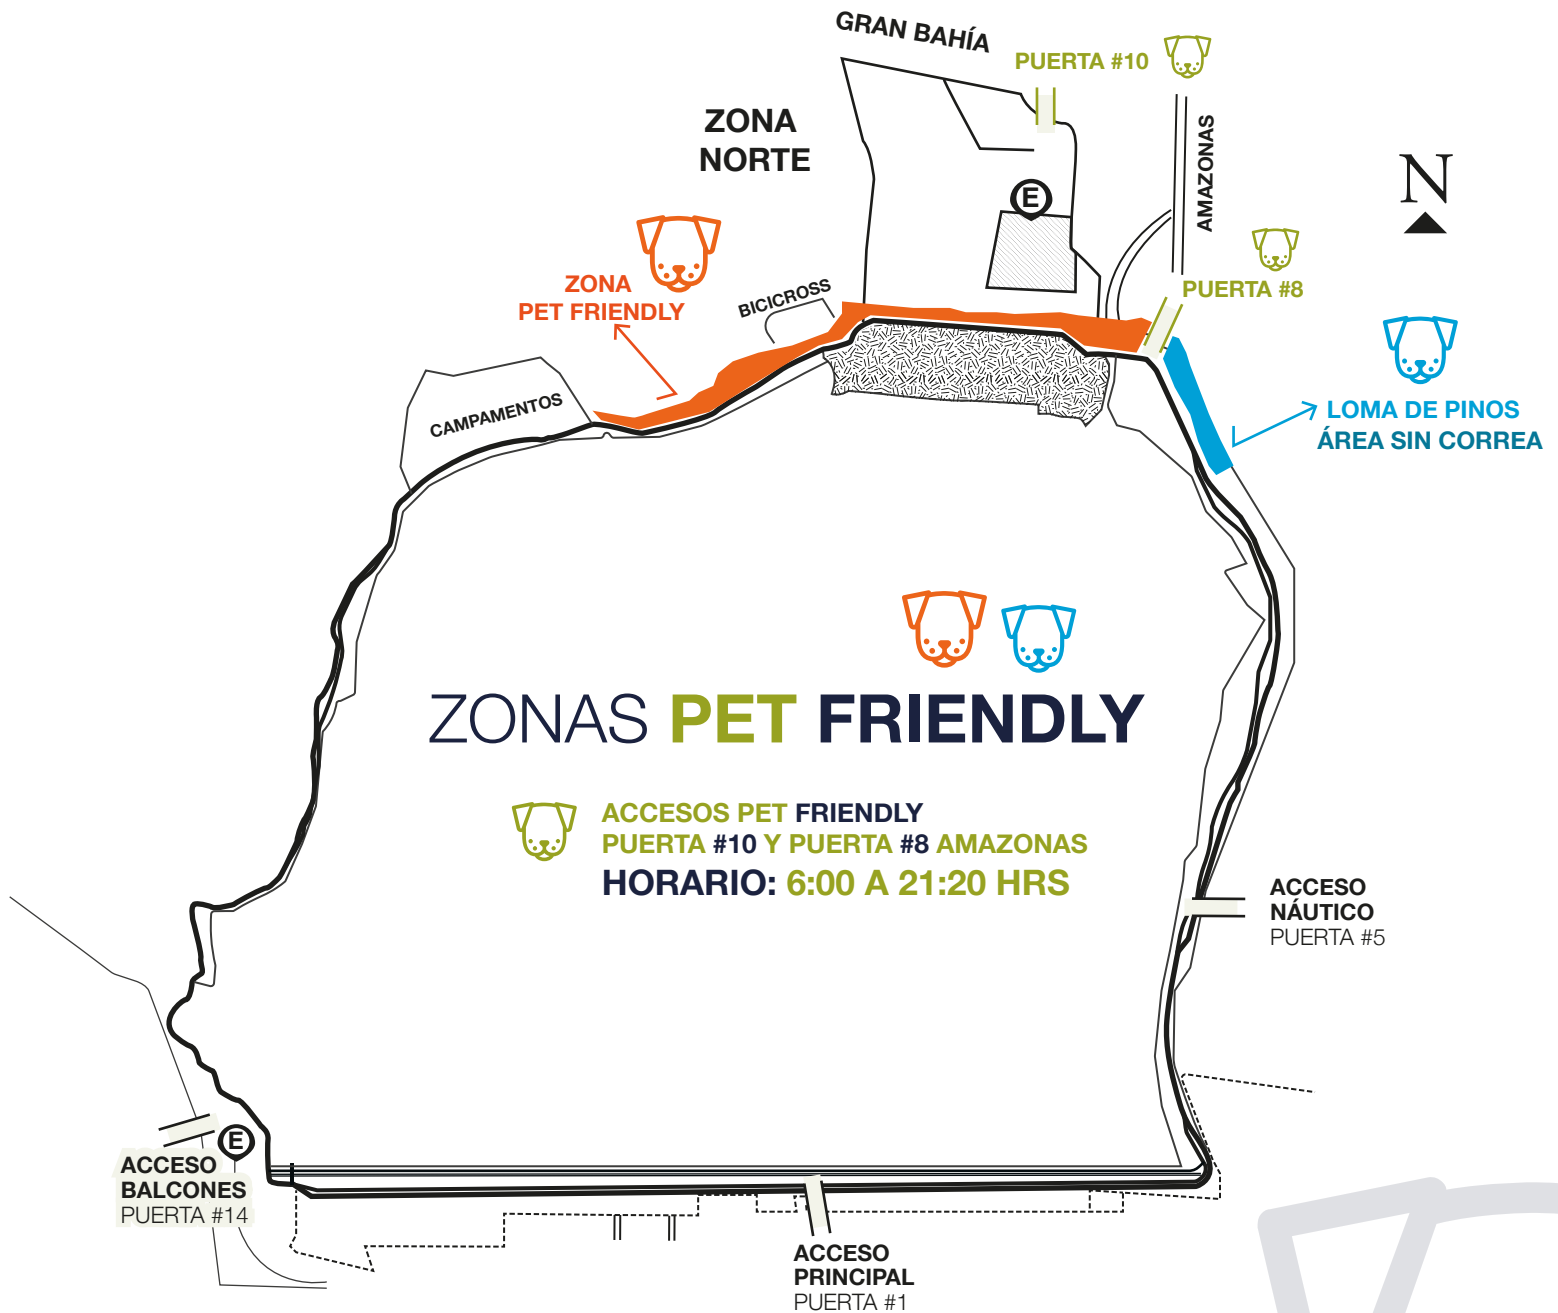 GRAN BAHÍA
PUERTA #10
ZONA
NORTE
AMAZONAS
N
E
ZONA
PET FRIENDLY
BICICROSS
PUERTA #8
CAMPAMENTOS
LOMA DE PINOS
ÁREA SIN CORREA
ZONAS PET FRIENDLY
ACCESOS PET FRIENDLY
PUERTA #10 Y PUERTA #8 AMAZONAS
HORARIO: 6:00 A 21:20 HRS
ACCESO
NÁUTICO
PUERTA #5
E
ACCESO
BALCONES
PUERTA #14
ACCESO
PRINCIPAL
PUERTA #1